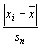 |x_i − x̄|
s_n